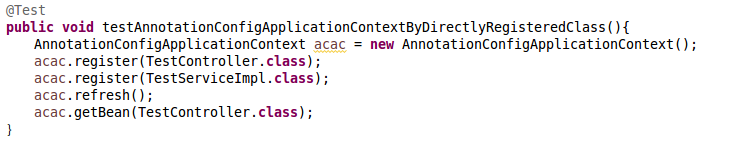 @Test
public void testAnnotationConfigApplicationContextByDirectlyRegisteredClass(){
AnnotationConfigApplicationContext acac = new AnnotationConfigApplicationContext();
acac.register(TestController.class);
acac.register(TestServiceImpl.class);
acac.refresh();
acac.getBean(TestController.class);
}